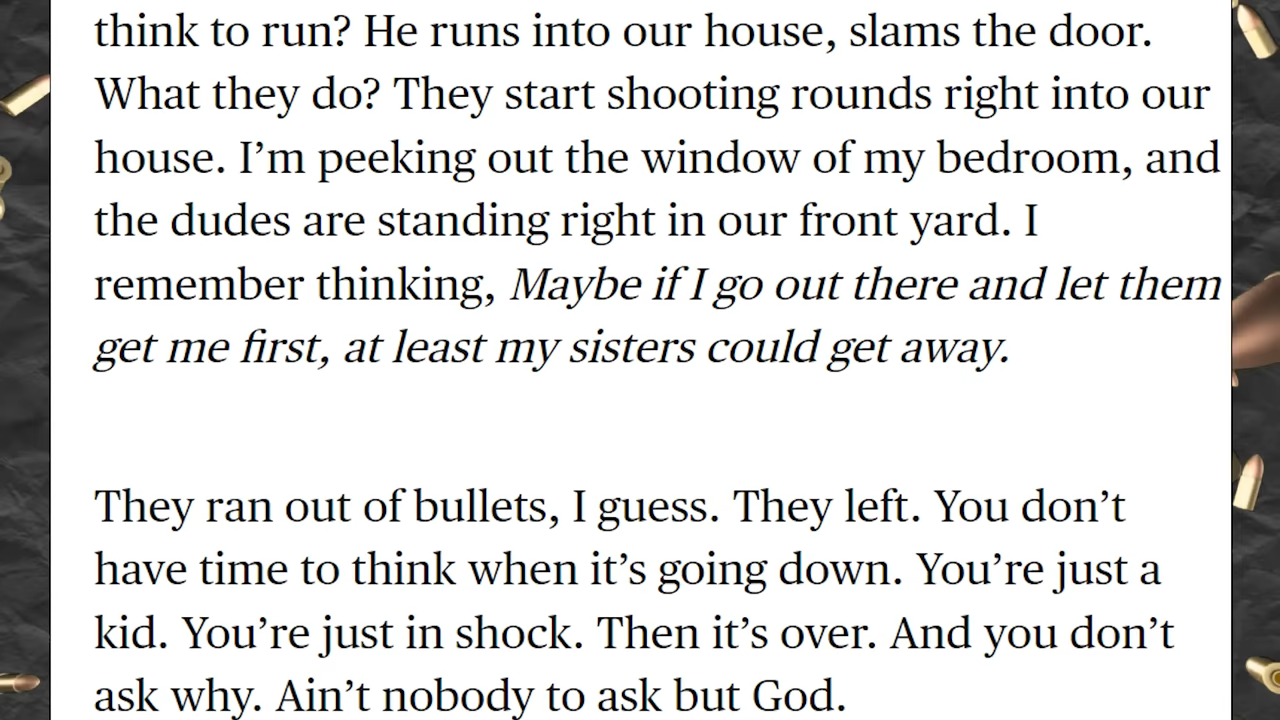 think to run? He runs into our house, slams the door.
What they do? They start shooting rounds right into our
house. I’m peeking out the window of my bedroom, and
the dudes are standing right in our front yard. I
remember thinking, Maybe if I go out there and let them
get me first, at least my sisters could get away.
They ran out of bullets, I guess. They left. You don’t
have time to think when it’s going down. You’re just a
kid. You’re just in shock. Then it’s over. And you don’t
ask why. Ain’t nobody to ask but God.